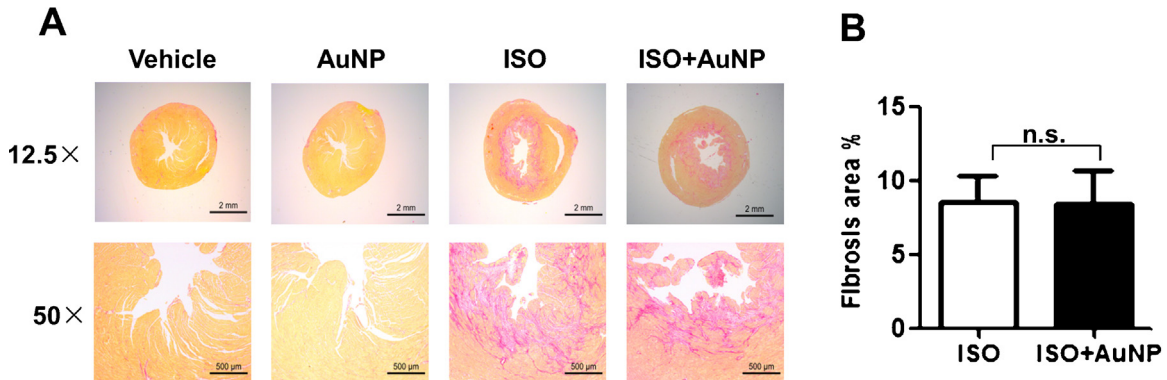 A
Vehicle AuNP ISO ISO+AuNP
12.5×
2 mm 2 mm 2 mm 2 mm
50×
500 µm 500 µm 500 µm 500 µm
B
Fibrosis area %
15
10
5
0
n.s.
ISO ISO+AuNP